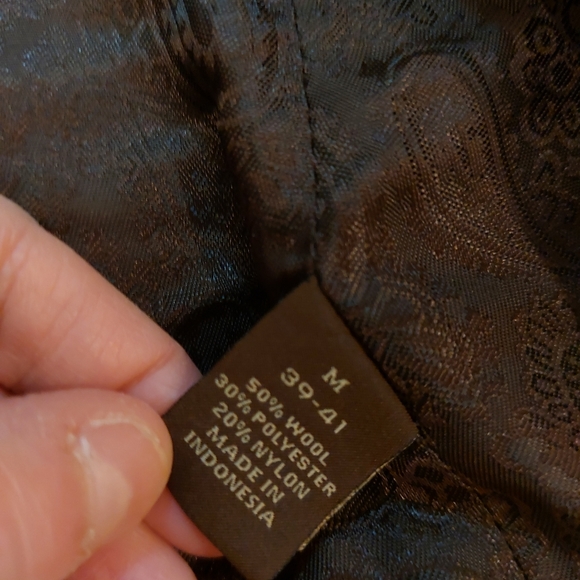 M
39-41
50% WOOL
30% POLYESTER
20% NYLON
MADE IN
INDONESIA